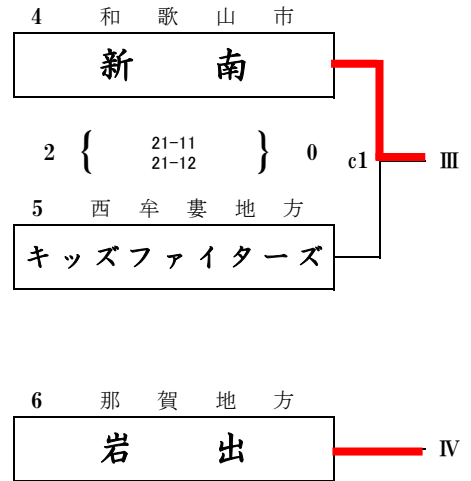 4 和歌山市
新南
21-11
2 { } 0
21-12
c1 Ⅲ
5 西牟婁地方
キッズファイターズ
6 那賀地方
岩出
Ⅳ